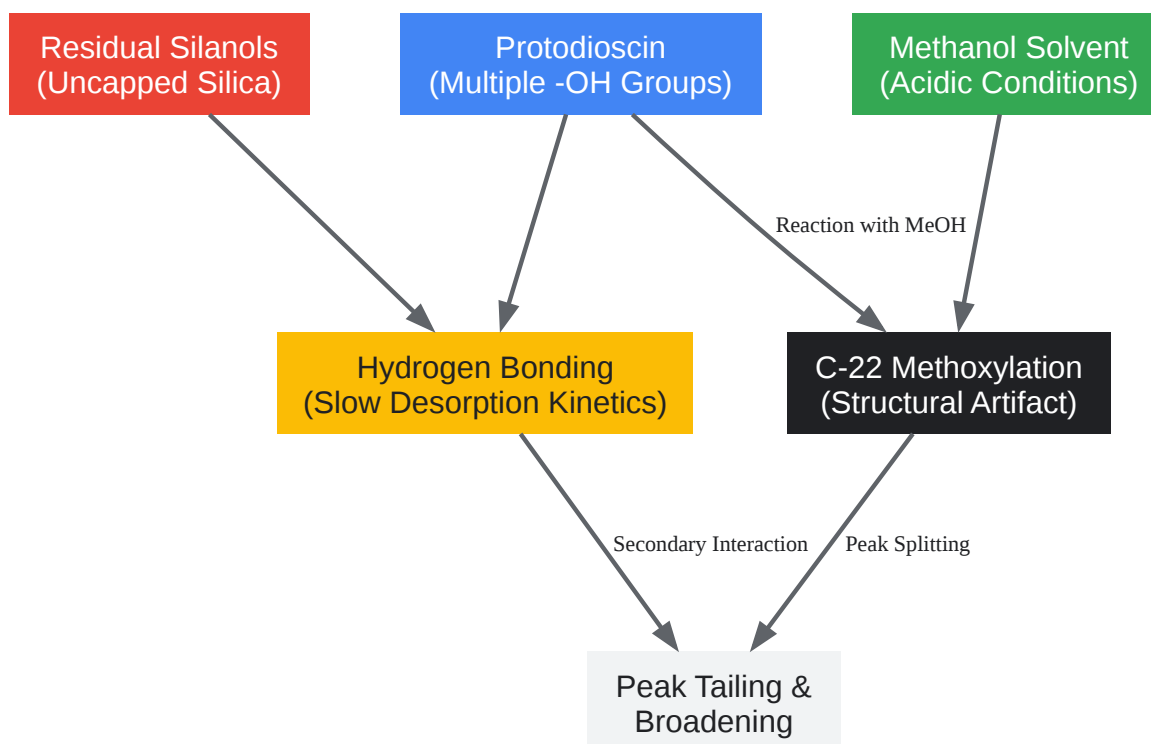 Residual Silanols
(Uncapped Silica)
Protodioscin
(Multiple -OH Groups)
Methanol Solvent
(Acidic Conditions)
Reaction with MeOH
Hydrogen Bonding
(Slow Desorption Kinetics)
C-22 Methoxylation
(Structural Artifact)
Secondary Interaction
Peak Splitting
Peak Tailing &
Broadening